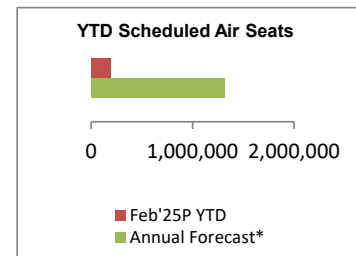 YTD Scheduled Air Seats
0 1,000,000 2,000,000
Feb'25P YTD
Annual Forecast*